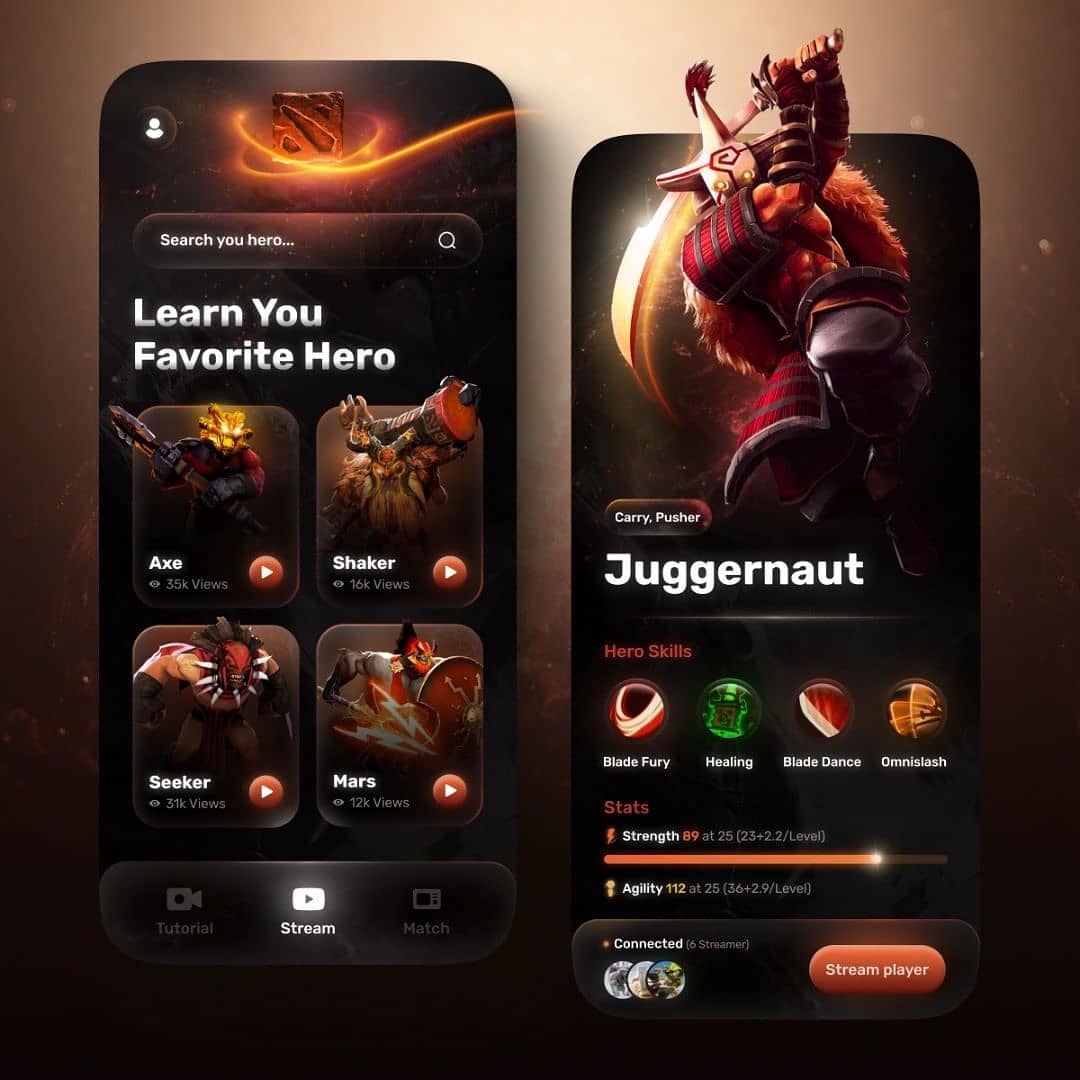 Search you hero...
Learn You
Favorite Hero
Axe
35k Views
Shaker
16k Views
Seeker
31k Views
Mars
12k Views
Tutorial
Stream
Match
Carry, Pusher
Juggernaut
Hero Skills
Blade Fury
Healing
Blade Dance
Omnislash
Stats
Strength 89 at 25 (23+2.2/Level)
Agility 112 at 25 (36+2.9/Level)
Connected (6 Streamer)
Stream player